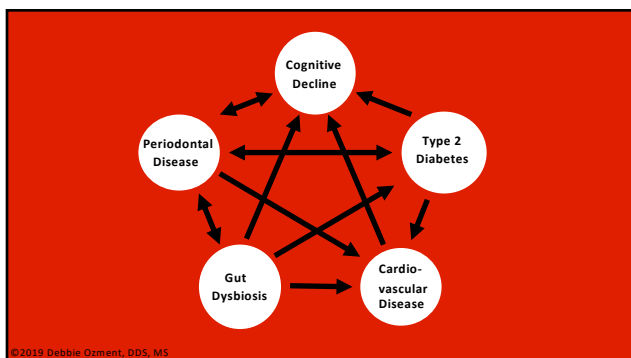 Cognitive
Decline
Periodontal
Disease
Type 2
Diabetes
Gut
Dysbiosis
Cardio-
vascular
Disease
©2019 Debbie Ozment, DDS, MS